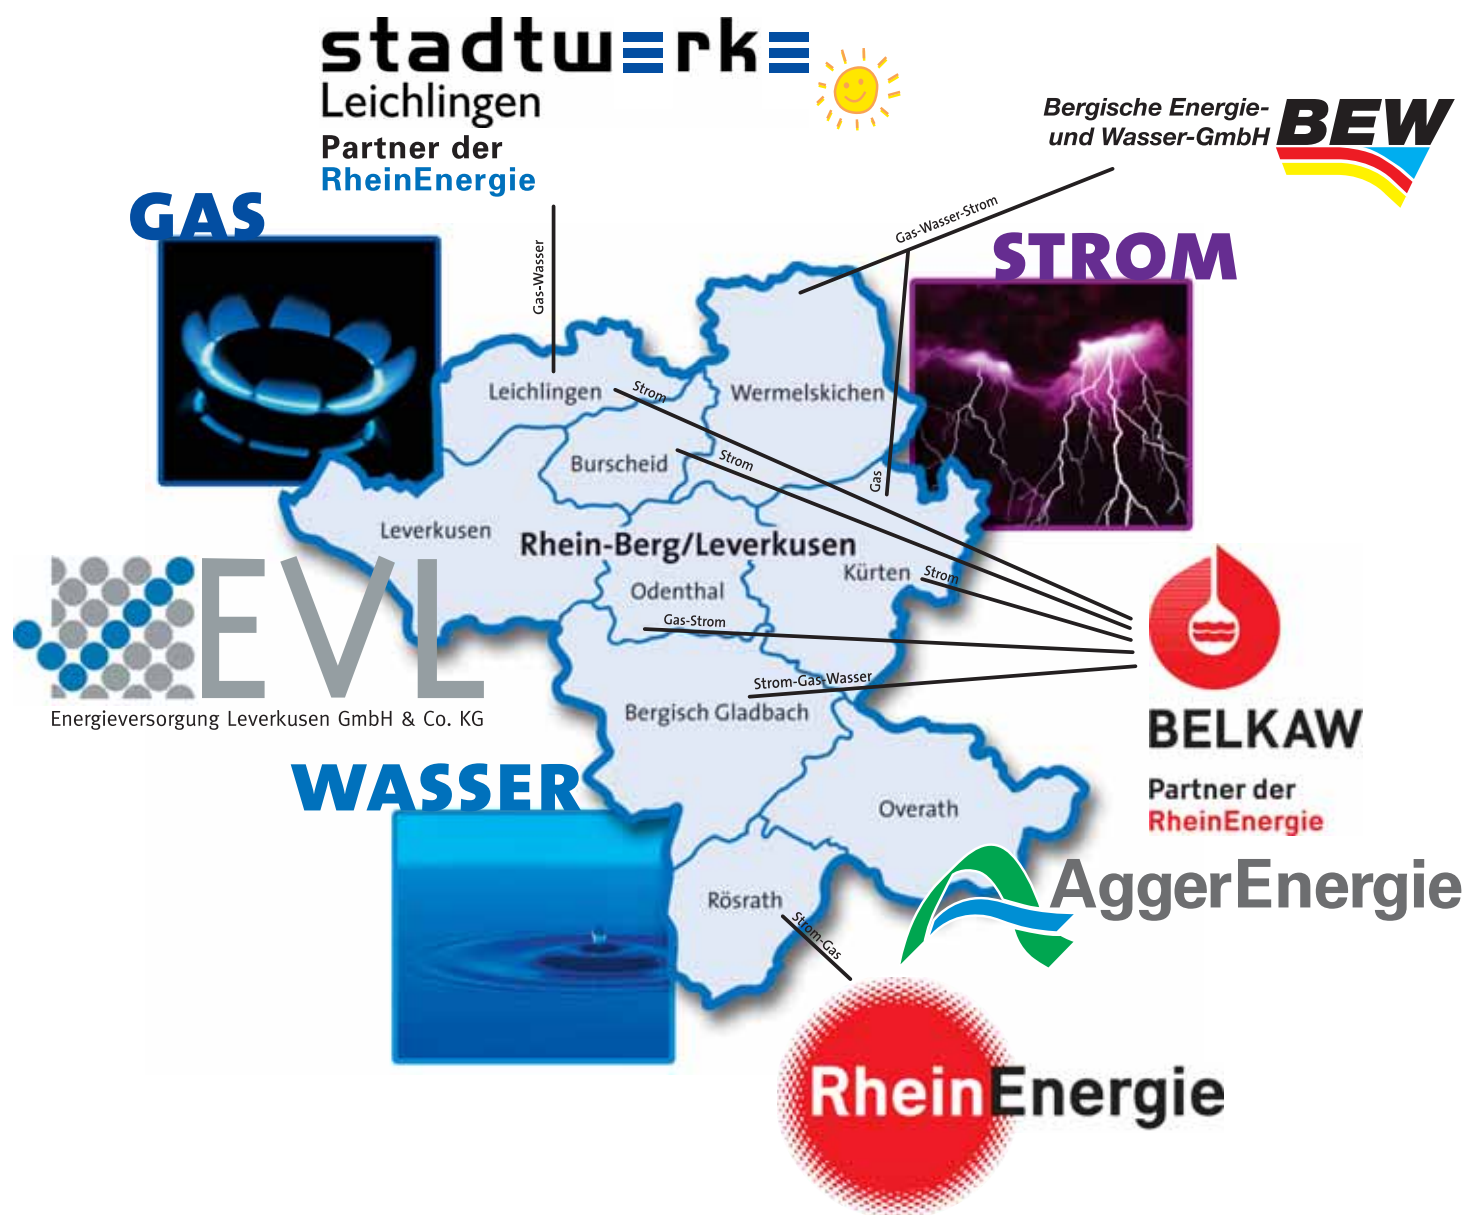 stadtwerke
Leichlingen
Partner der
RheinEnergie
Bergische Energie-
und Wasser-GmbH
BEW
GAS
STROM
Gas-Wasser
Gas-Wasser-Strom
Leichlingen
Strom
Wermelskichen
Burscheid
Strom
Gas
Leverkusen
Rhein-Berg/Leverkusen
Kürten
Strom
Odenthal
Gas-Strom
EVL
Energieversorgung Leverkusen GmbH & Co. KG
Strom-Gas-Wasser
Bergisch Gladbach
BELKAW
Partner der
RheinEnergie
WASSER
Overath
AggerEnergie
Rösrath
Strom-Gas
RheinEnergie